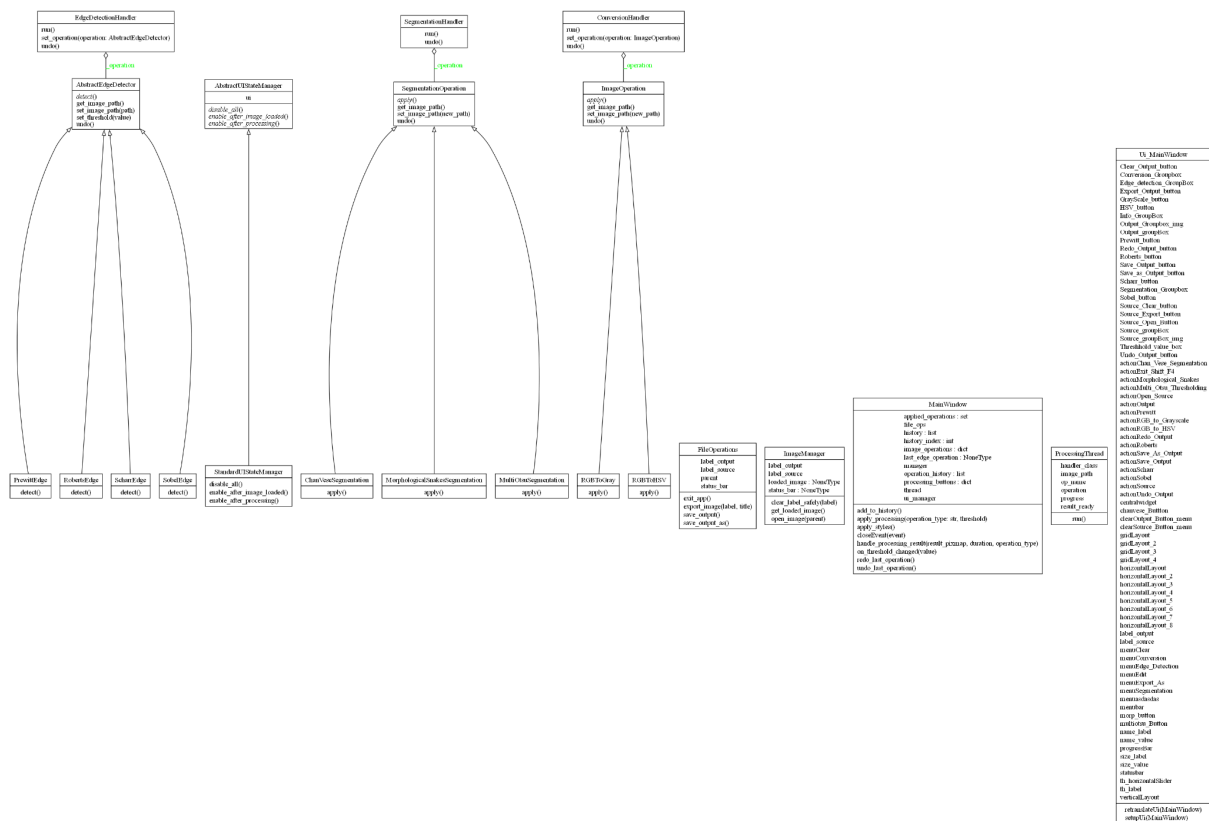 EdgeDetectionHandler
run()
set_operation(operation: AbstractEdgeDetector)
undo()
_operation
AbstractEdgeDetector
detect()
get_image_path()
set_image_path(path)
set_threshold(value)
undo()
PrewittEdge
detect()
RobertsEdge
detect()
ScharrEdge
detect()
SobelEdge
detect()
AbstractUIStateManager
ui
disable_all()
enable_after_image_loaded()
enable_after_processing()
StandardUIStateManager
disable_all()
enable_after_image_loaded()
enable_after_processing()
SegmentationHandler
run()
undo()
_operation
SegmentationOperation
apply()
get_image_path()
set_image_path(new_path)
undo()
ChanVeseSegmentation
apply()
MorphologicalSnakesSegmentation
apply()
MultiOtsuSegmentation
apply()
ConversionHandler
run()
set_operation(operation: ImageOperation)
undo()
_operation
ImageOperation
apply()
get_image_path()
set_image_path(new_path)
undo()
RGBToGray
apply()
RGBToHSV
apply()
FileOperations
label_output
label_source
parent
status_bar
exit_app()
export_image(label, title)
save_output()
save_output_as()
ImageManager
label_output
label_source
loaded_image : NoneType
status_bar : NoneType
clear_label_safely(label)
get_loaded_image()
open_image(parent)
MainWindow
applied_operations : set
file_ops
history : list
history_index : int
image_operations : dict
last_edge_operation : NoneType
manager
operation_history : list
processing_buttons : dict
thread
ui_manager
add_to_history()
apply_processing(operation_type: str, threshold)
apply_styles()
closeEvent(event)
handle_processing_result(result_pixmap, duration, operation_type)
on_threshold_changed(value)
redo_last_operation()
undo_last_operation()
ProcessingThread
handler_class
image_path
op_name
operation
progress
result_ready
run()
Ui_MainWindow
Clear_Output_button
Conversion_Groupbox
Edge_detection_GroupBox
Export_Output_button
GrayScale_button
HSV_button
Info_GroupBox
Output_Groupbox_img
Output_groupBox
Prewitt_button
Redo_Output_button
Roberts_button
Save_Output_button
Save_as_Output_button
Scharr_button
Segmentation_Groupbox
Sobel_button
Source_Clear_button
Source_Export_button
Source_Open_Button
Source_groupBox
Source_groupBox_img
Threshhold_value_box
Undo_Output_button
actionChan_Vese_Segmentation
actionExit_Shift_F4
actionMorphological_Snakes
actionMulti_Otsu_Thresholding
actionOpen_Source
actionOutput
actionPrewitt
actionRGB_to_Grayscale
actionRGB_to_HSV
actionRedo_Output
actionRoberts
actionSave_As_Output
actionSave_Output
actionScharr
actionSobel
actionSource
actionUndo_Output
centralwidget
chanvese_Buttton
clearOutput_Button_menu
clearSource_Button_menu
gridLayout
gridLayout_2
gridLayout_3
gridLayout_4
horizontalLayout
horizontalLayout_2
horizontalLayout_3
horizontalLayout_4
horizontalLayout_5
horizontalLayout_6
horizontalLayout_7
horizontalLayout_8
label_output
label_source
menuClear
menuConversion
menuEdge_Detection
menuEdit
menuExport_As
menuSegmentation
menuasdasdas
menubar
morp_button
multiotsu_Button
name_label
name_value
progressBar
size_label
size_value
statusbar
th_horizontalSlider
th_label
verticalLayout
retranslateUi(MainWindow)
setupUi(MainWindow)